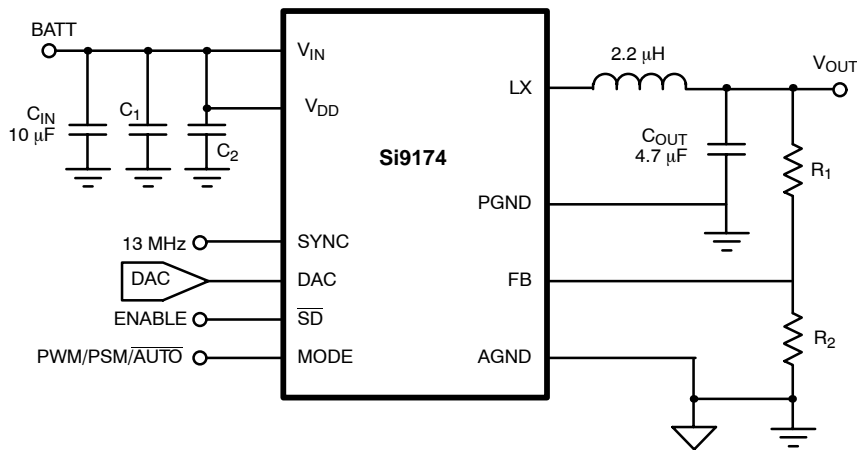 BATT
C_IN
10 µF
C_1
C_2
V_IN
V_DD
Si9174
LX
2.2 µH
V_OUT
C_OUT
4.7 µF
R_1
PGND
13 MHz
SYNC
DAC
DAC
FB
ENABLE
SD
R_2
PWM/PSM/AUTO
MODE
AGND